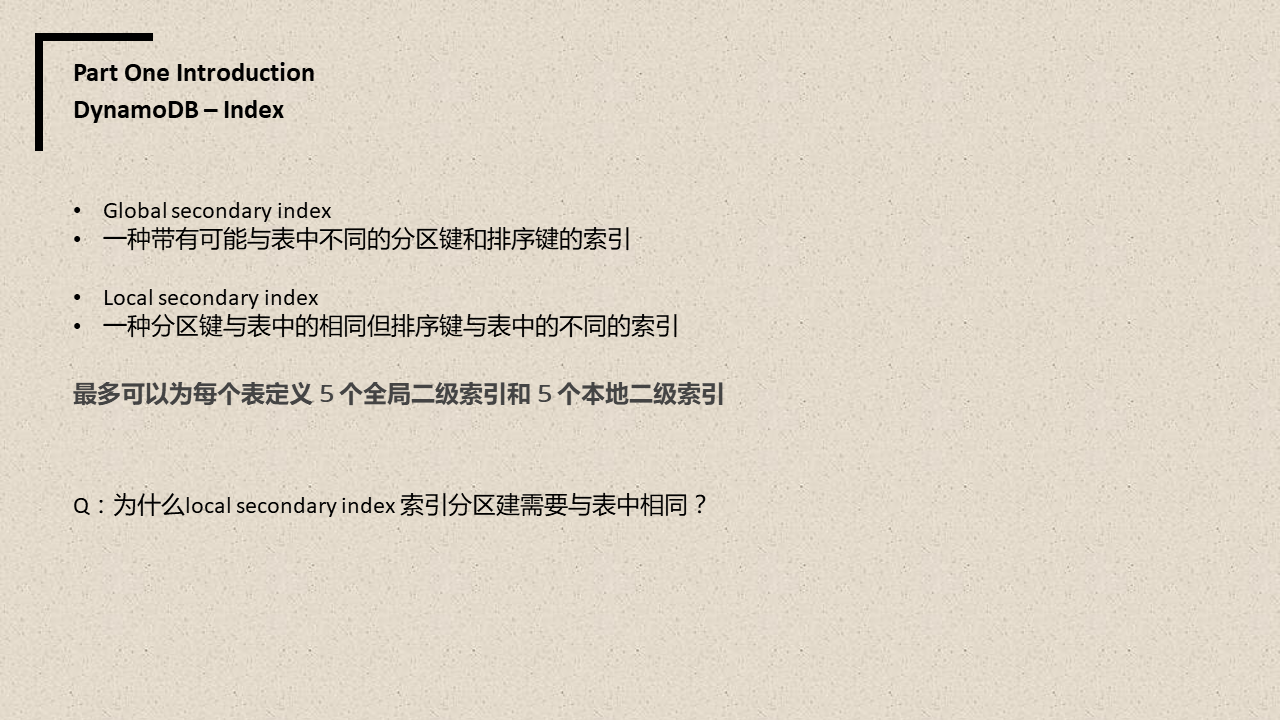 Part One Introduction
DynamoDB – Index
• Global secondary index
• 一种带有可能与表中不同的分区键和排序键的索引
• Local secondary index
• 一种分区键与表中的相同但排序键与表中的不同的索引
最多可以为每个表定义 5 个全局二级索引和 5 个本地二级索引
Q：为什么local secondary index 索引分区建需要与表中相同？